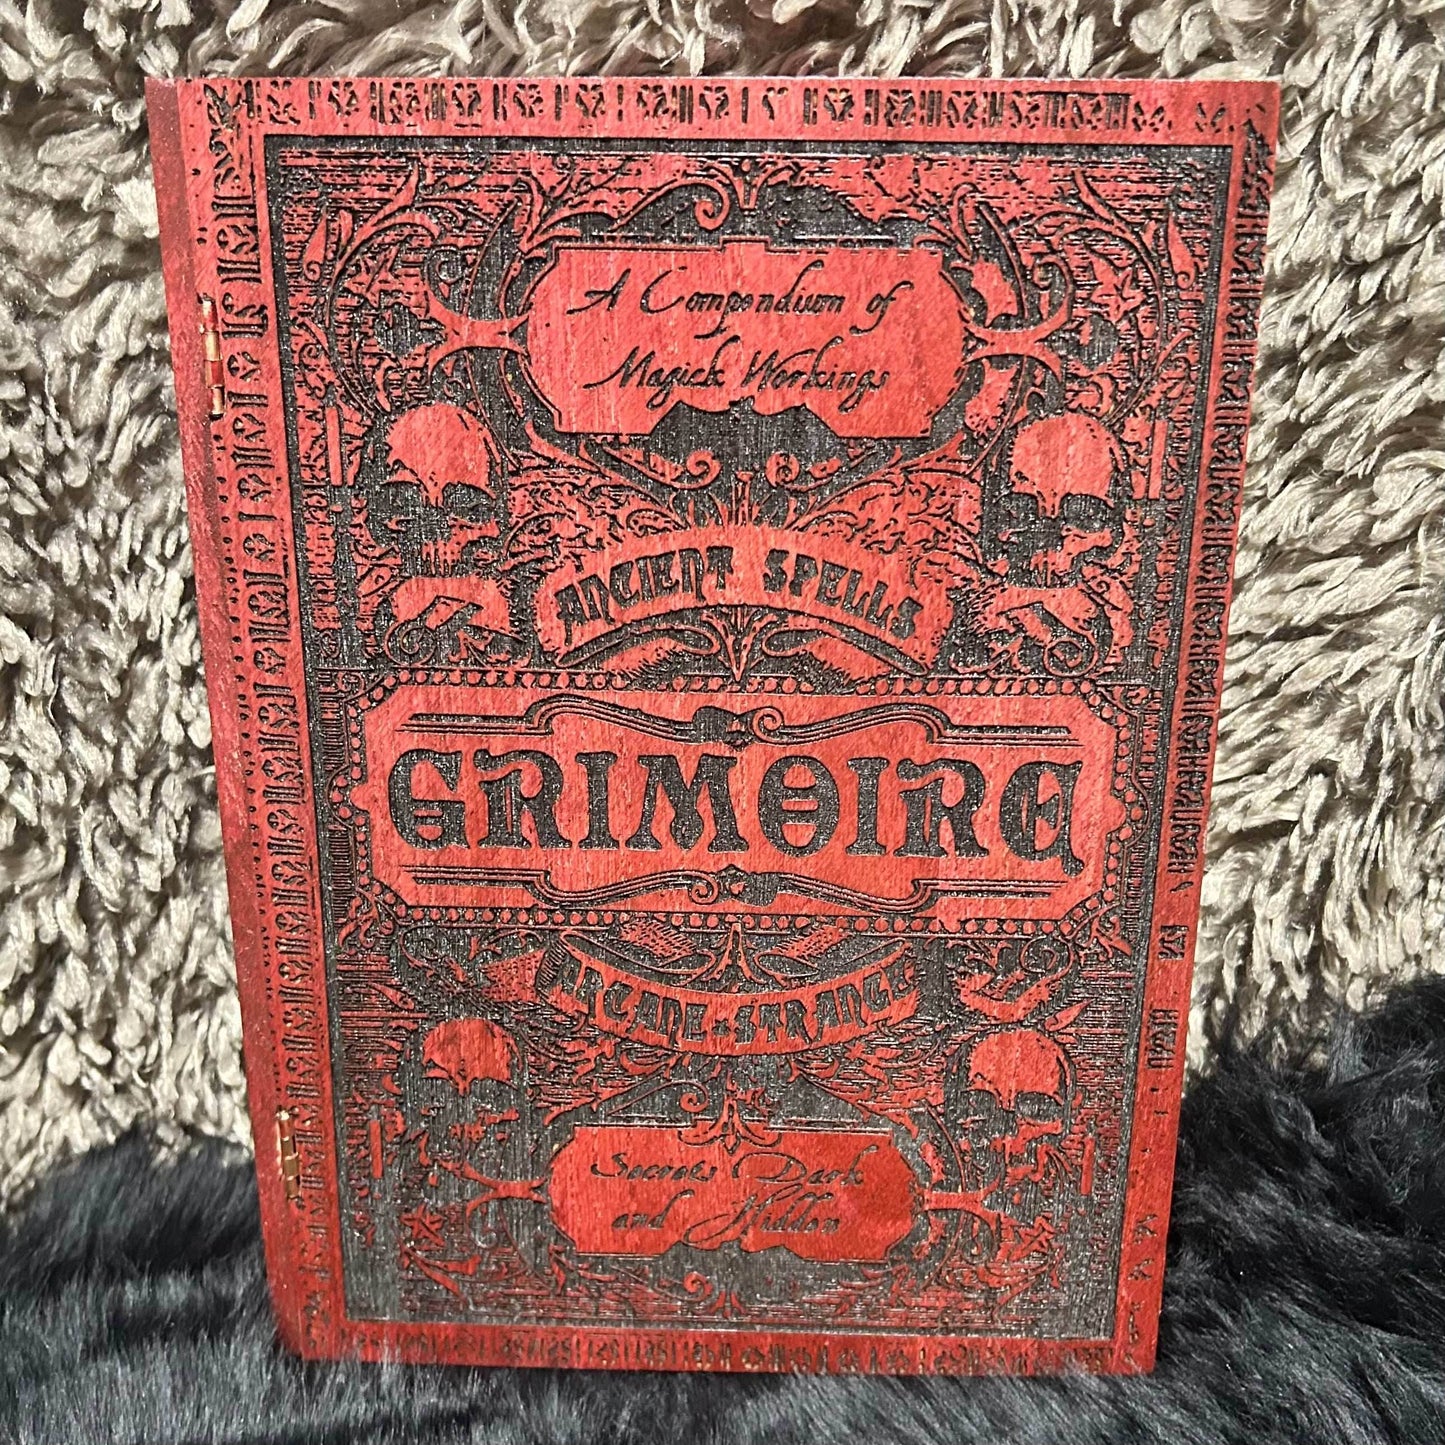 A Compendium of
Magick Workings
ANCIENT SPELLS
GRIMOIRE
ARCANE & STRANGE
Secrets Dark
and Hidden